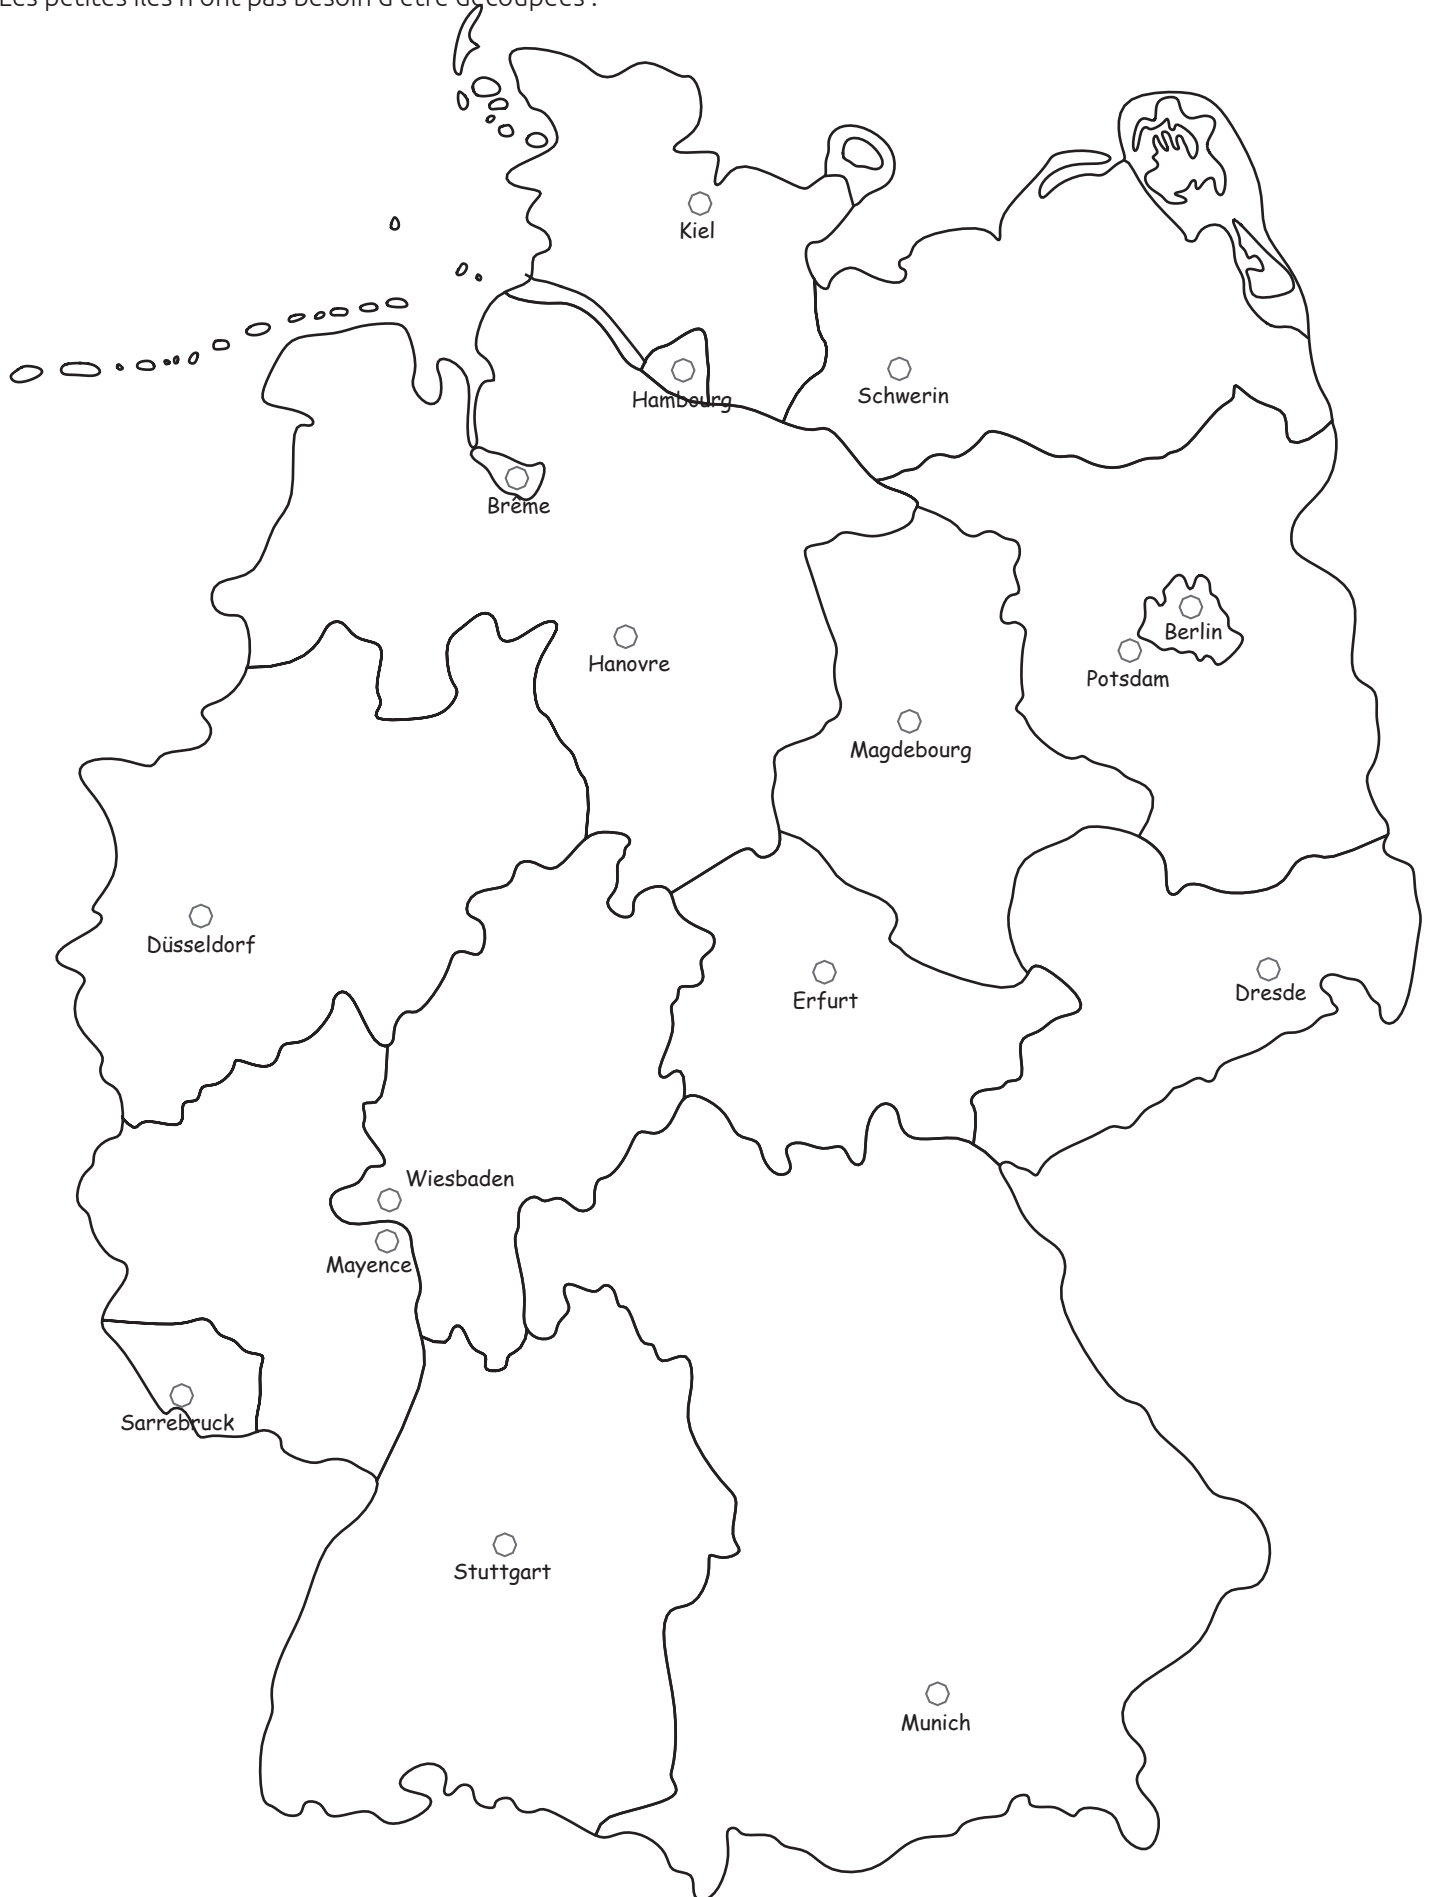 Les petites îles n'ont pas besoin d'être découpées !
Kiel
Hambourg
Schwerin
Brême
Berlin
Hanovre
Potsdam
Magdebourg
Düsseldorf
Erfurt
Dresde
Wiesbaden
Mayence
Sarrebruck
Stuttgart
Munich